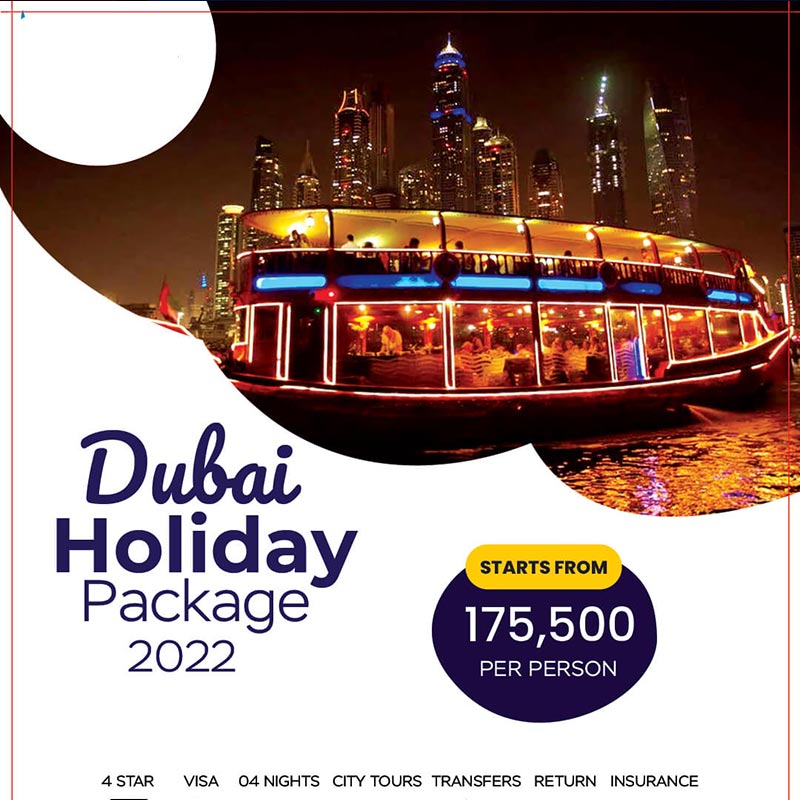 Dubai
Holiday
Package
2022
STARTS FROM
175,500
PER PERSON
4 STAR VISA 04 NIGHTS CITY TOURS TRANSFERS RETURN INSURANCE